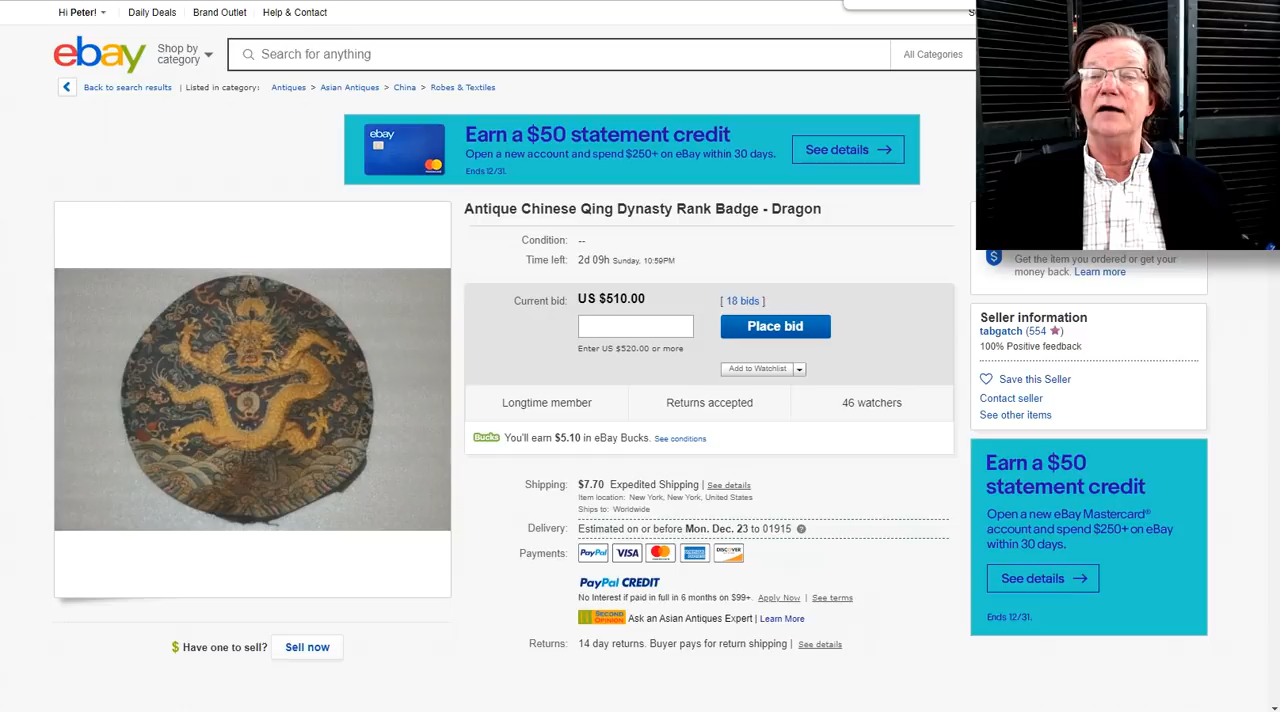 Hi Peter!
Daily Deals
Brand Outlet
Help & Contact
ebay
Shop by
category
Search for anything
All Categories
Back to search results | Listed in category: Antiques > Asian Antiques > China > Robes & Textiles
ebay
Earn a $50 statement credit
Open a new account and spend $250+ on eBay within 30 days.
Ends 12/31.
See details
Antique Chinese Qing Dynasty Rank Badge - Dragon
Condition: --
Time left: 2d 09h Sunday, 10:59PM
Current bid: US $510.00 [ 18 bids ]
Place bid
Enter US $520.00 or more
Add to Watchlist
Longtime member
Returns accepted
46 watchers
Bucks You'll earn $5.10 in eBay Bucks. See conditions
Shipping: $7.70 Expedited Shipping | See details
Item location: New York, New York, United States
Ships to: Worldwide
Delivery: Estimated on or before Mon. Dec. 23 to 01915
Payments: PayPal VISA MasterCard AMERICAN EXPRESS DISCOVER
PayPal CREDIT
No Interest if paid in full in 6 months on $99+. Apply Now | See terms
SECOND OPINION Ask an Asian Antiques Expert | Learn More
Returns: 14 day returns. Buyer pays for return shipping | See details
$ Have one to sell? Sell now
$ Get the item you ordered or get your
money back. Learn more
Seller information
tabgatch (554 )
100% Positive feedback
Save this Seller
Contact seller
See other items
Earn a $50
statement credit
Open a new eBay Mastercard®
account and spend $250+ on eBay
within 30 days.
See details
Ends 12/31.